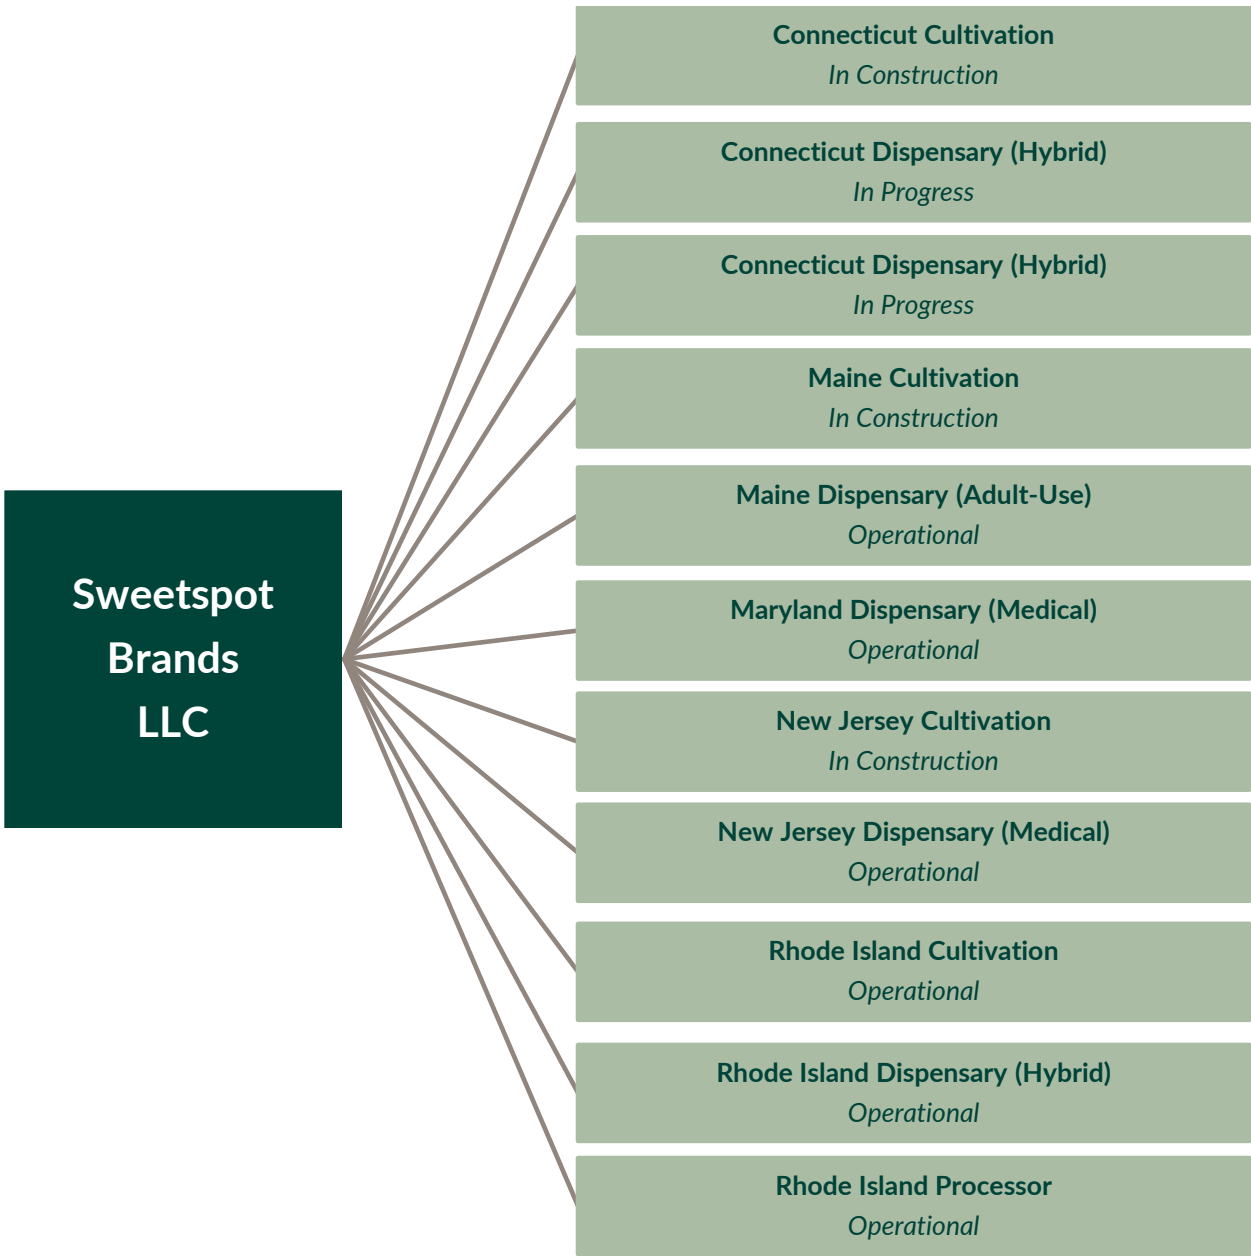 Sweetspot
Brands
LLC
Connecticut Cultivation
In Construction
Connecticut Dispensary (Hybrid)
In Progress
Connecticut Dispensary (Hybrid)
In Progress
Maine Cultivation
In Construction
Maine Dispensary (Adult-Use)
Operational
Maryland Dispensary (Medical)
Operational
New Jersey Cultivation
In Construction
New Jersey Dispensary (Medical)
Operational
Rhode Island Cultivation
Operational
Rhode Island Dispensary (Hybrid)
Operational
Rhode Island Processor
Operational